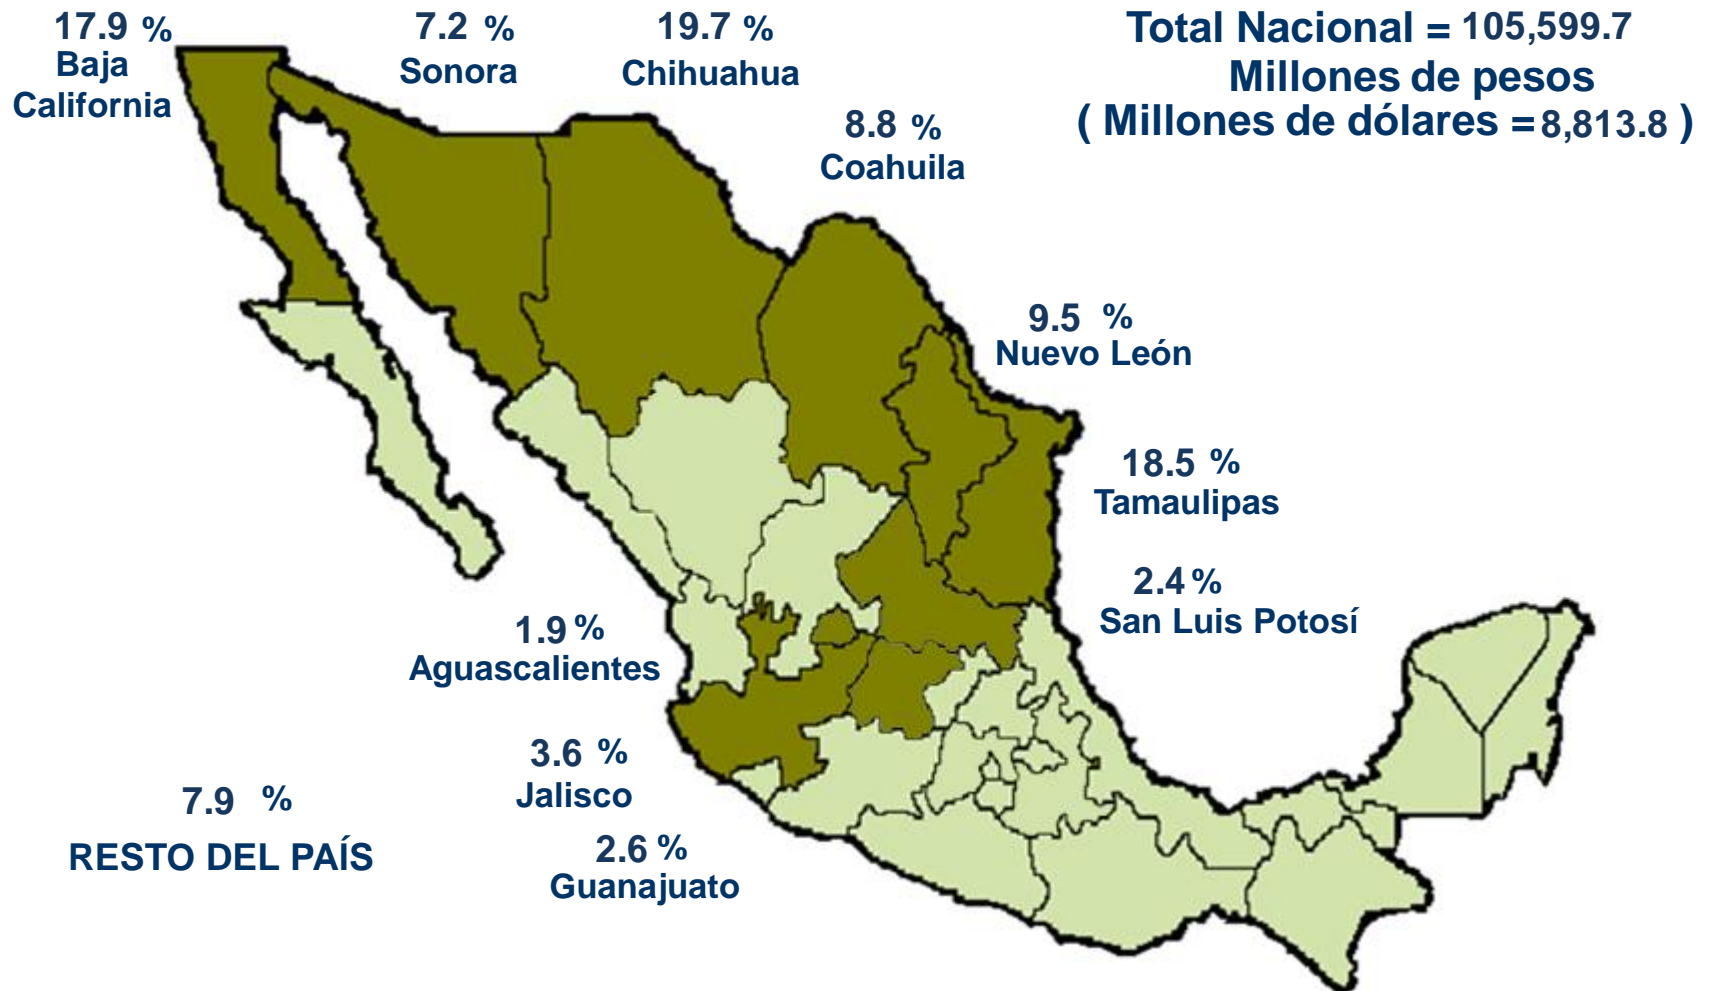 17.9 %
Baja
California
7.2 %
Sonora
19.7 %
Chihuahua
Total Nacional = 105,599.7
Millones de pesos
( Millones de dólares =8,813.8 )
8.8 %
Coahuila
9.5 %
Nuevo León
18.5 %
Tamaulipas
2.4 %
San Luis Potosí
1.9 %
Aguascalientes
3.6 %
Jalisco
7.9 %
RESTO DEL PAÍS
2.6 %
Guanajuato